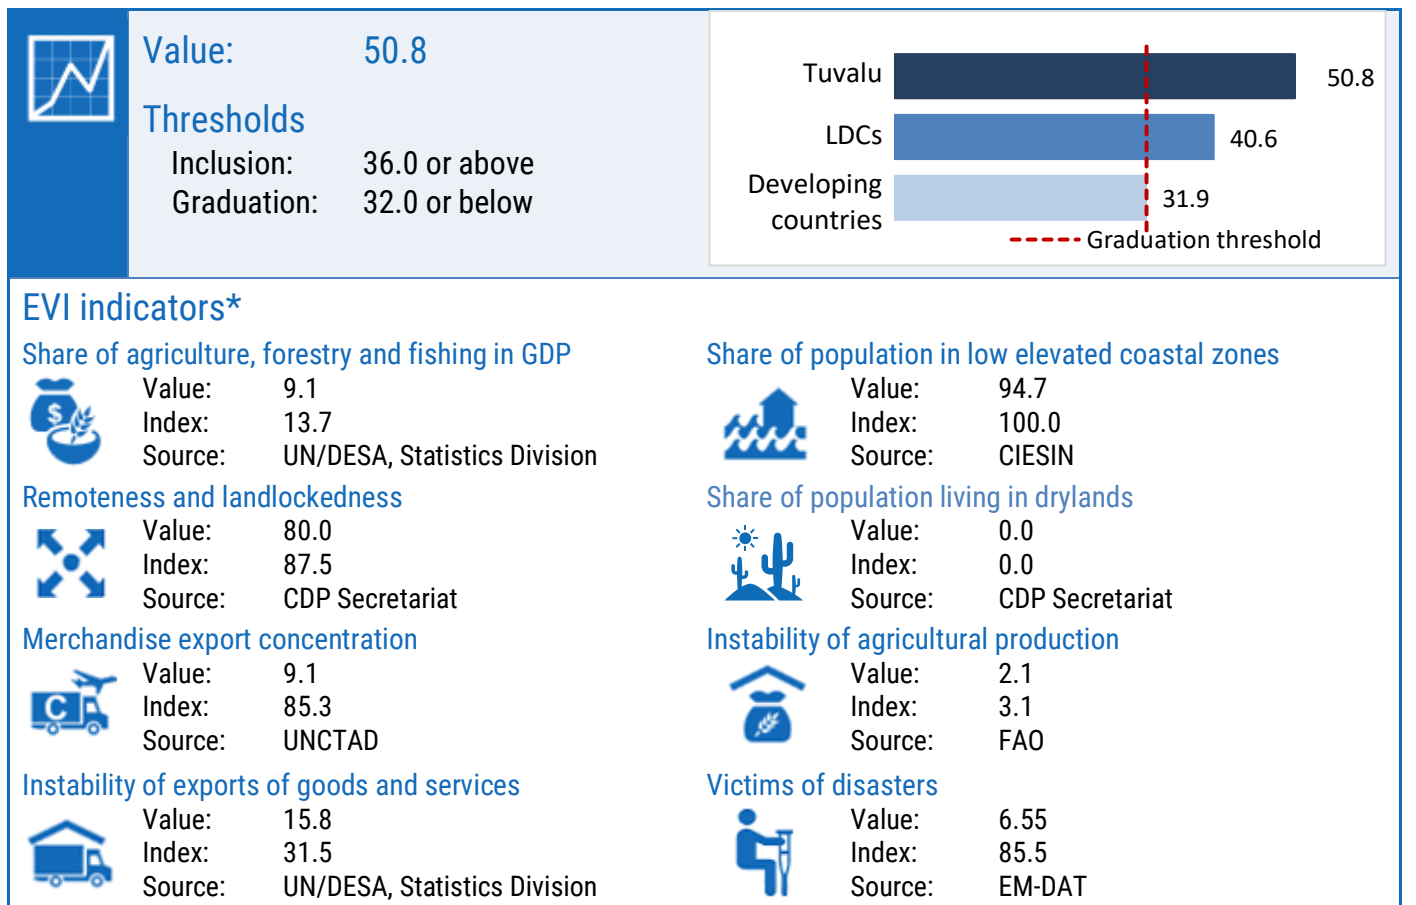 Value: 50.8
Thresholds
Inclusion: 36.0 or above
Graduation: 32.0 or below
Tuvalu 50.8
LDCs 40.6
Developing
countries 31.9
Graduation threshold
EVI indicators*
Share of agriculture, forestry and fishing in GDP
$
Value: 9.1
Index: 13.7
Source: UN/DESA, Statistics Division
Share of population in low elevated coastal zones
Value: 94.7
Index: 100.0
Source: CIESIN
Remoteness and landlockedness
Value: 80.0
Index: 87.5
Source: CDP Secretariat
Share of population living in drylands
Value: 0.0
Index: 0.0
Source: CDP Secretariat
Merchandise export concentration
C
Value: 9.1
Index: 85.3
Source: UNCTAD
Instability of agricultural production
Value: 2.1
Index: 3.1
Source: FAO
Instability of exports of goods and services
Value: 15.8
Index: 31.5
Source: UN/DESA, Statistics Division
Victims of disasters
Value: 6.55
Index: 85.5
Source: EM-DAT